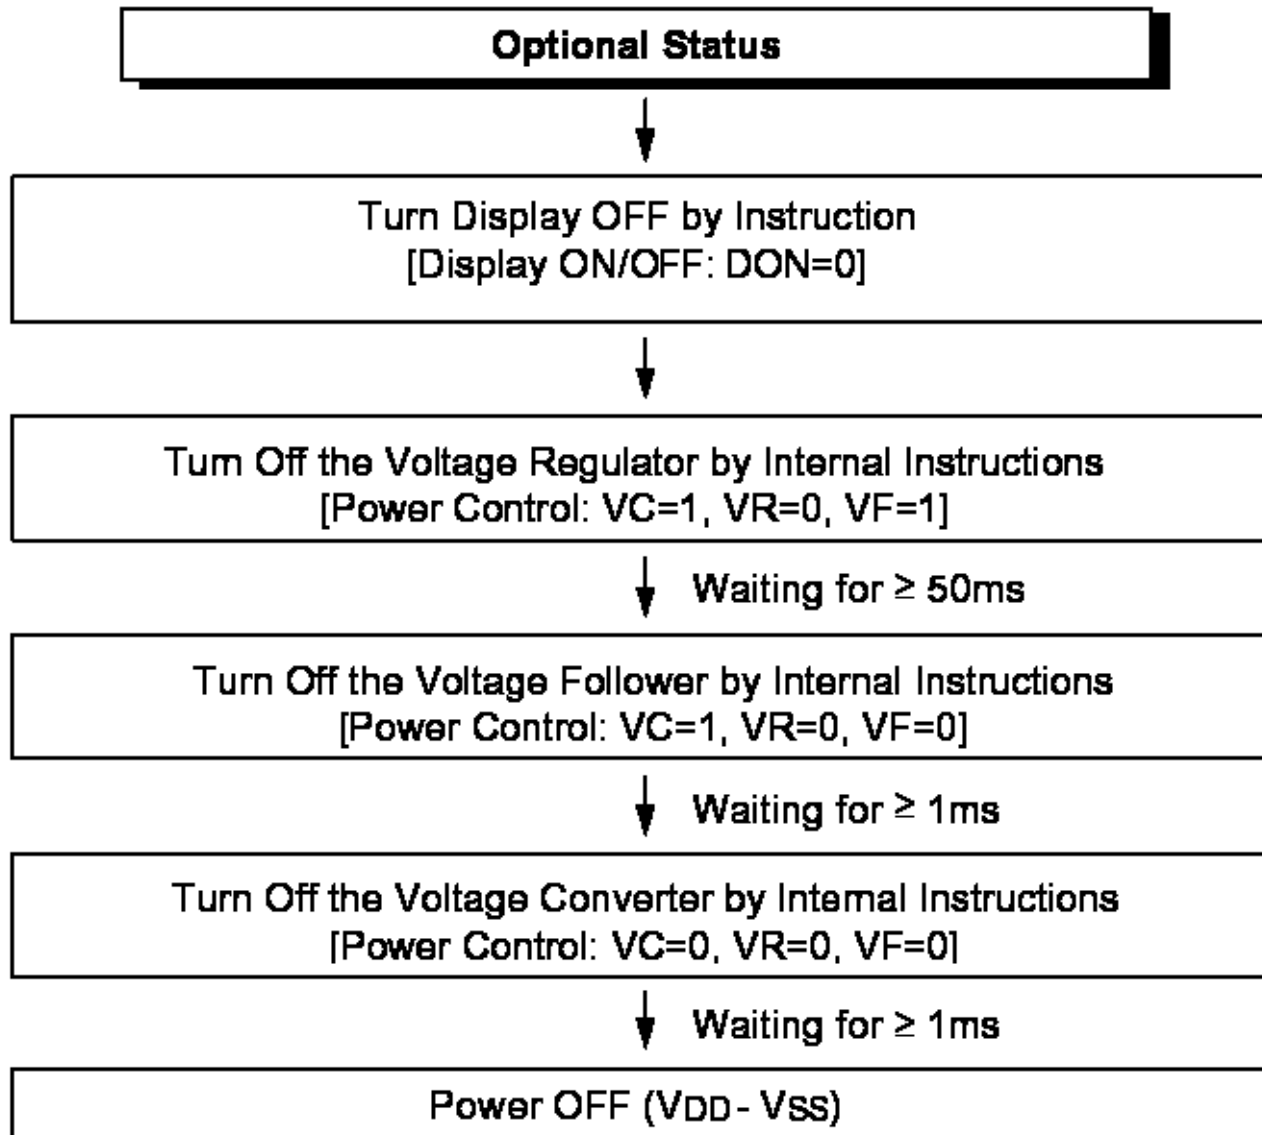 Optional Status
Turn Display OFF by Instruction
[Display ON/OFF: DON=0]
Turn Off the Voltage Regulator by Internal Instructions
[Power Control: VC=1, VR=0, VF=1]
Waiting for ≥ 50ms
Turn Off the Voltage Follower by Internal Instructions
[Power Control: VC=1, VR=0, VF=0]
Waiting for ≥ 1ms
Turn Off the Voltage Converter by Internal Instructions
[Power Control: VC=0, VR=0, VF=0]
Waiting for ≥ 1ms
Power OFF (VDD - VSS)